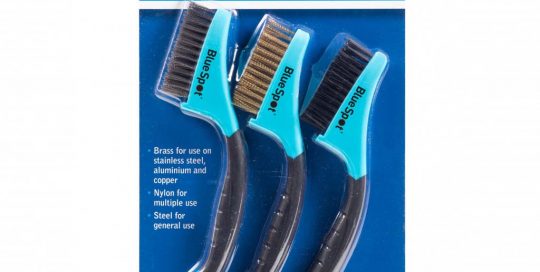 BlueSpot
BlueSpot
BlueSpot
• Brass for use on
stainless steel,
aluminium and
copper
• Nylon for
multiple use
• Steel for
general use